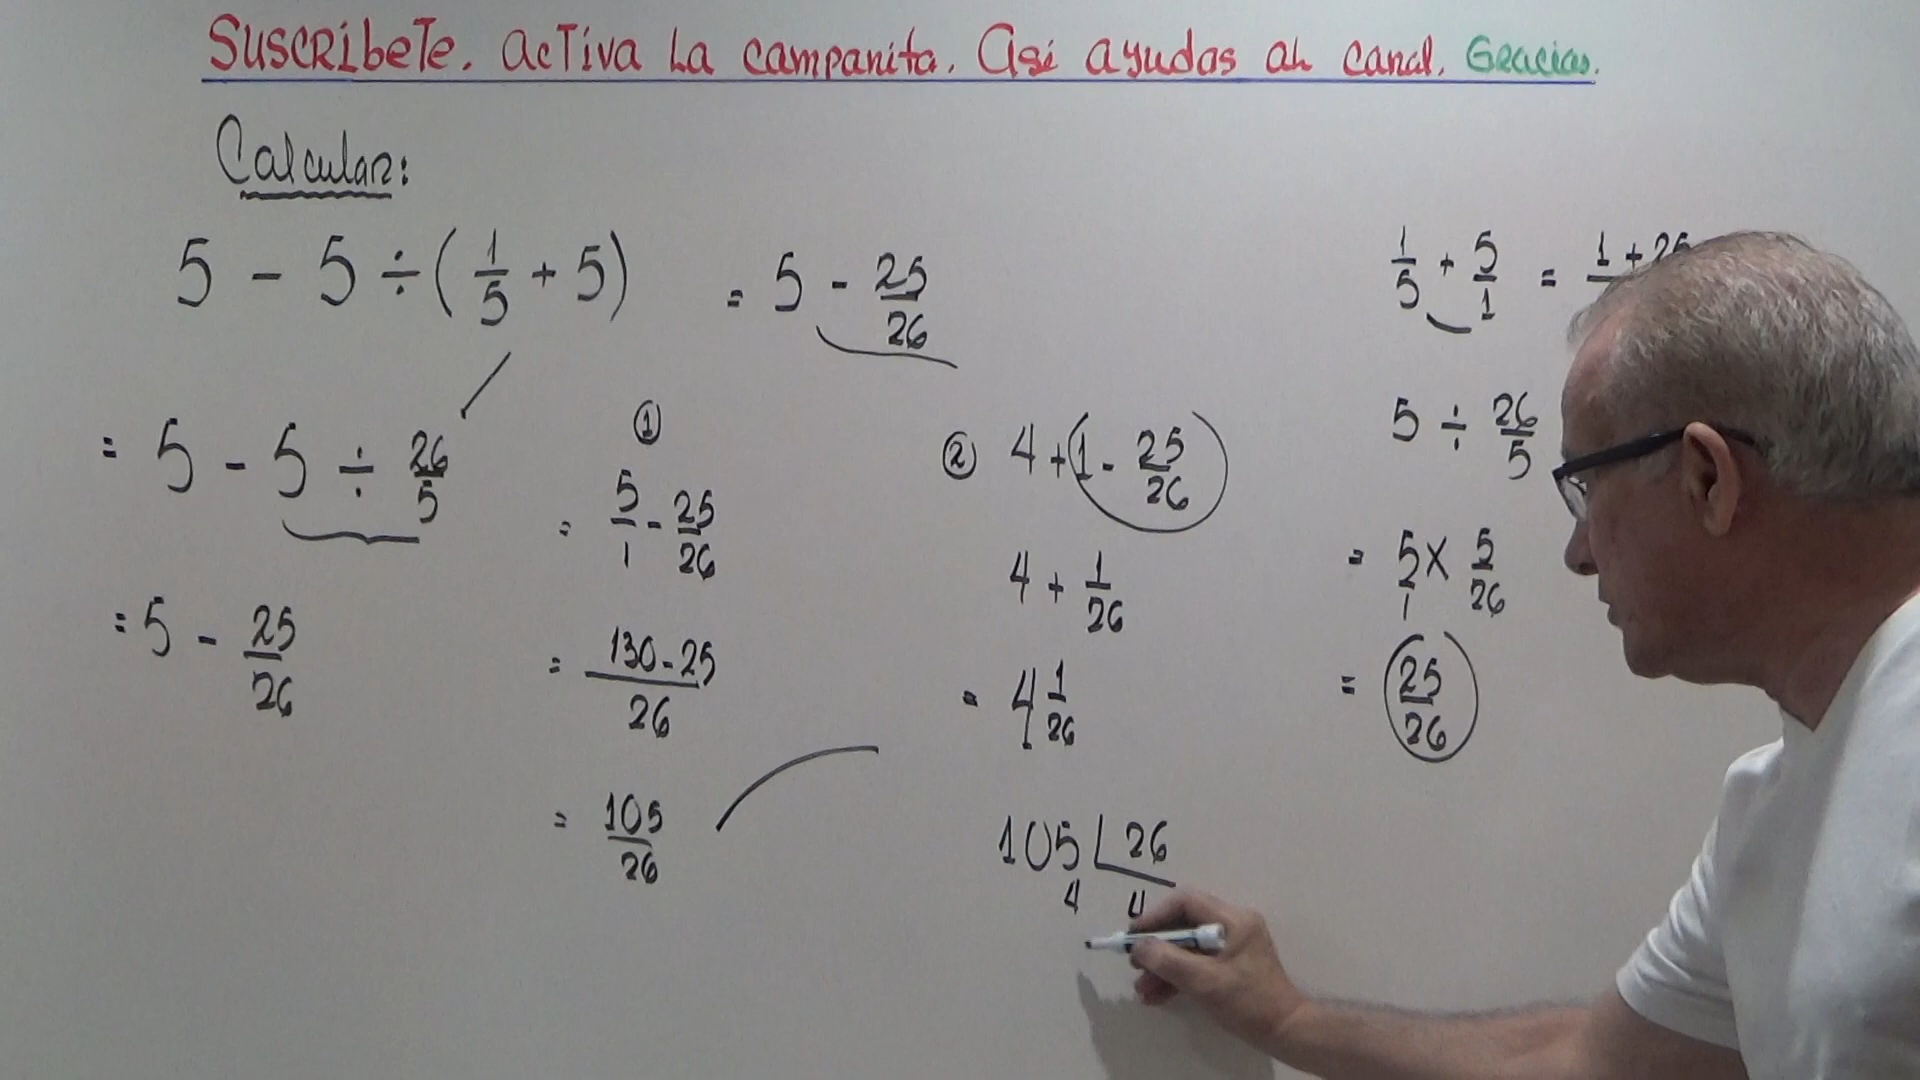 Suscribete. activa la campanita. Asi ayudas al canal. Gracias.
Calcular:
5 - 5 ÷ ( 1/5 + 5 ) = 5 - 25/26
= 5 - 5 ÷ 26/5
= 5 - 25/26
①
= 5/1 - 25/26
= 130 - 25 / 26
= 105/26
② 4 + (1 - 25/26)
4 + 1/26
= 4 1/26
105 | 26
4 4
1/5 + 5/1 = 1 +
5 ÷ 26/5
= 5/1 x 5/26
= 25/26